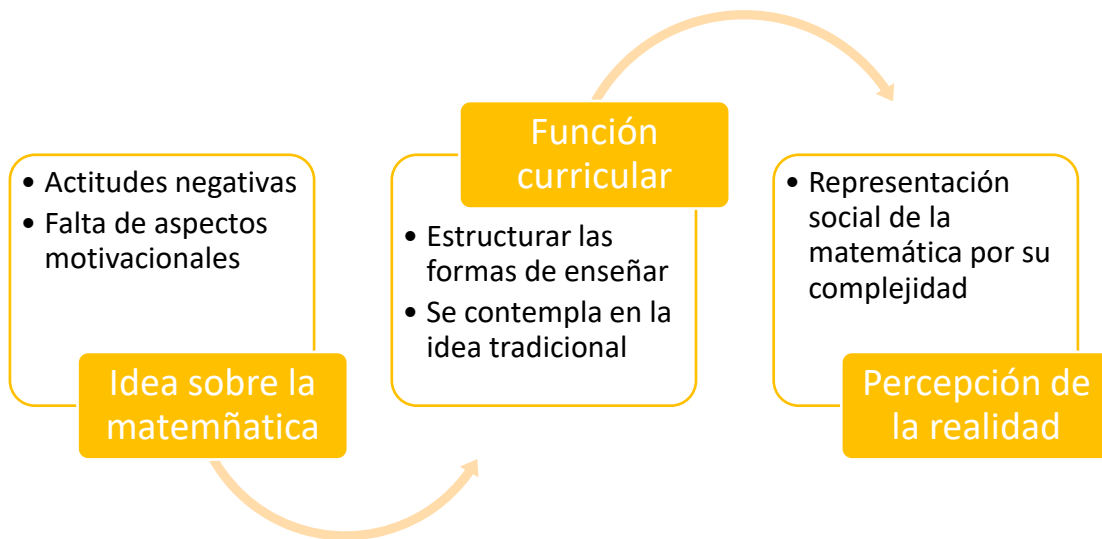 • Actitudes negativas
• Falta de aspectos
motivacionales
Idea sobre la
matemñatica
Función
curricular
• Estructurar las
formas de enseñar
• Se contempla en la
idea tradicional
• Representación
social de la
matemática por su
complejidad
Percepción de
la realidad